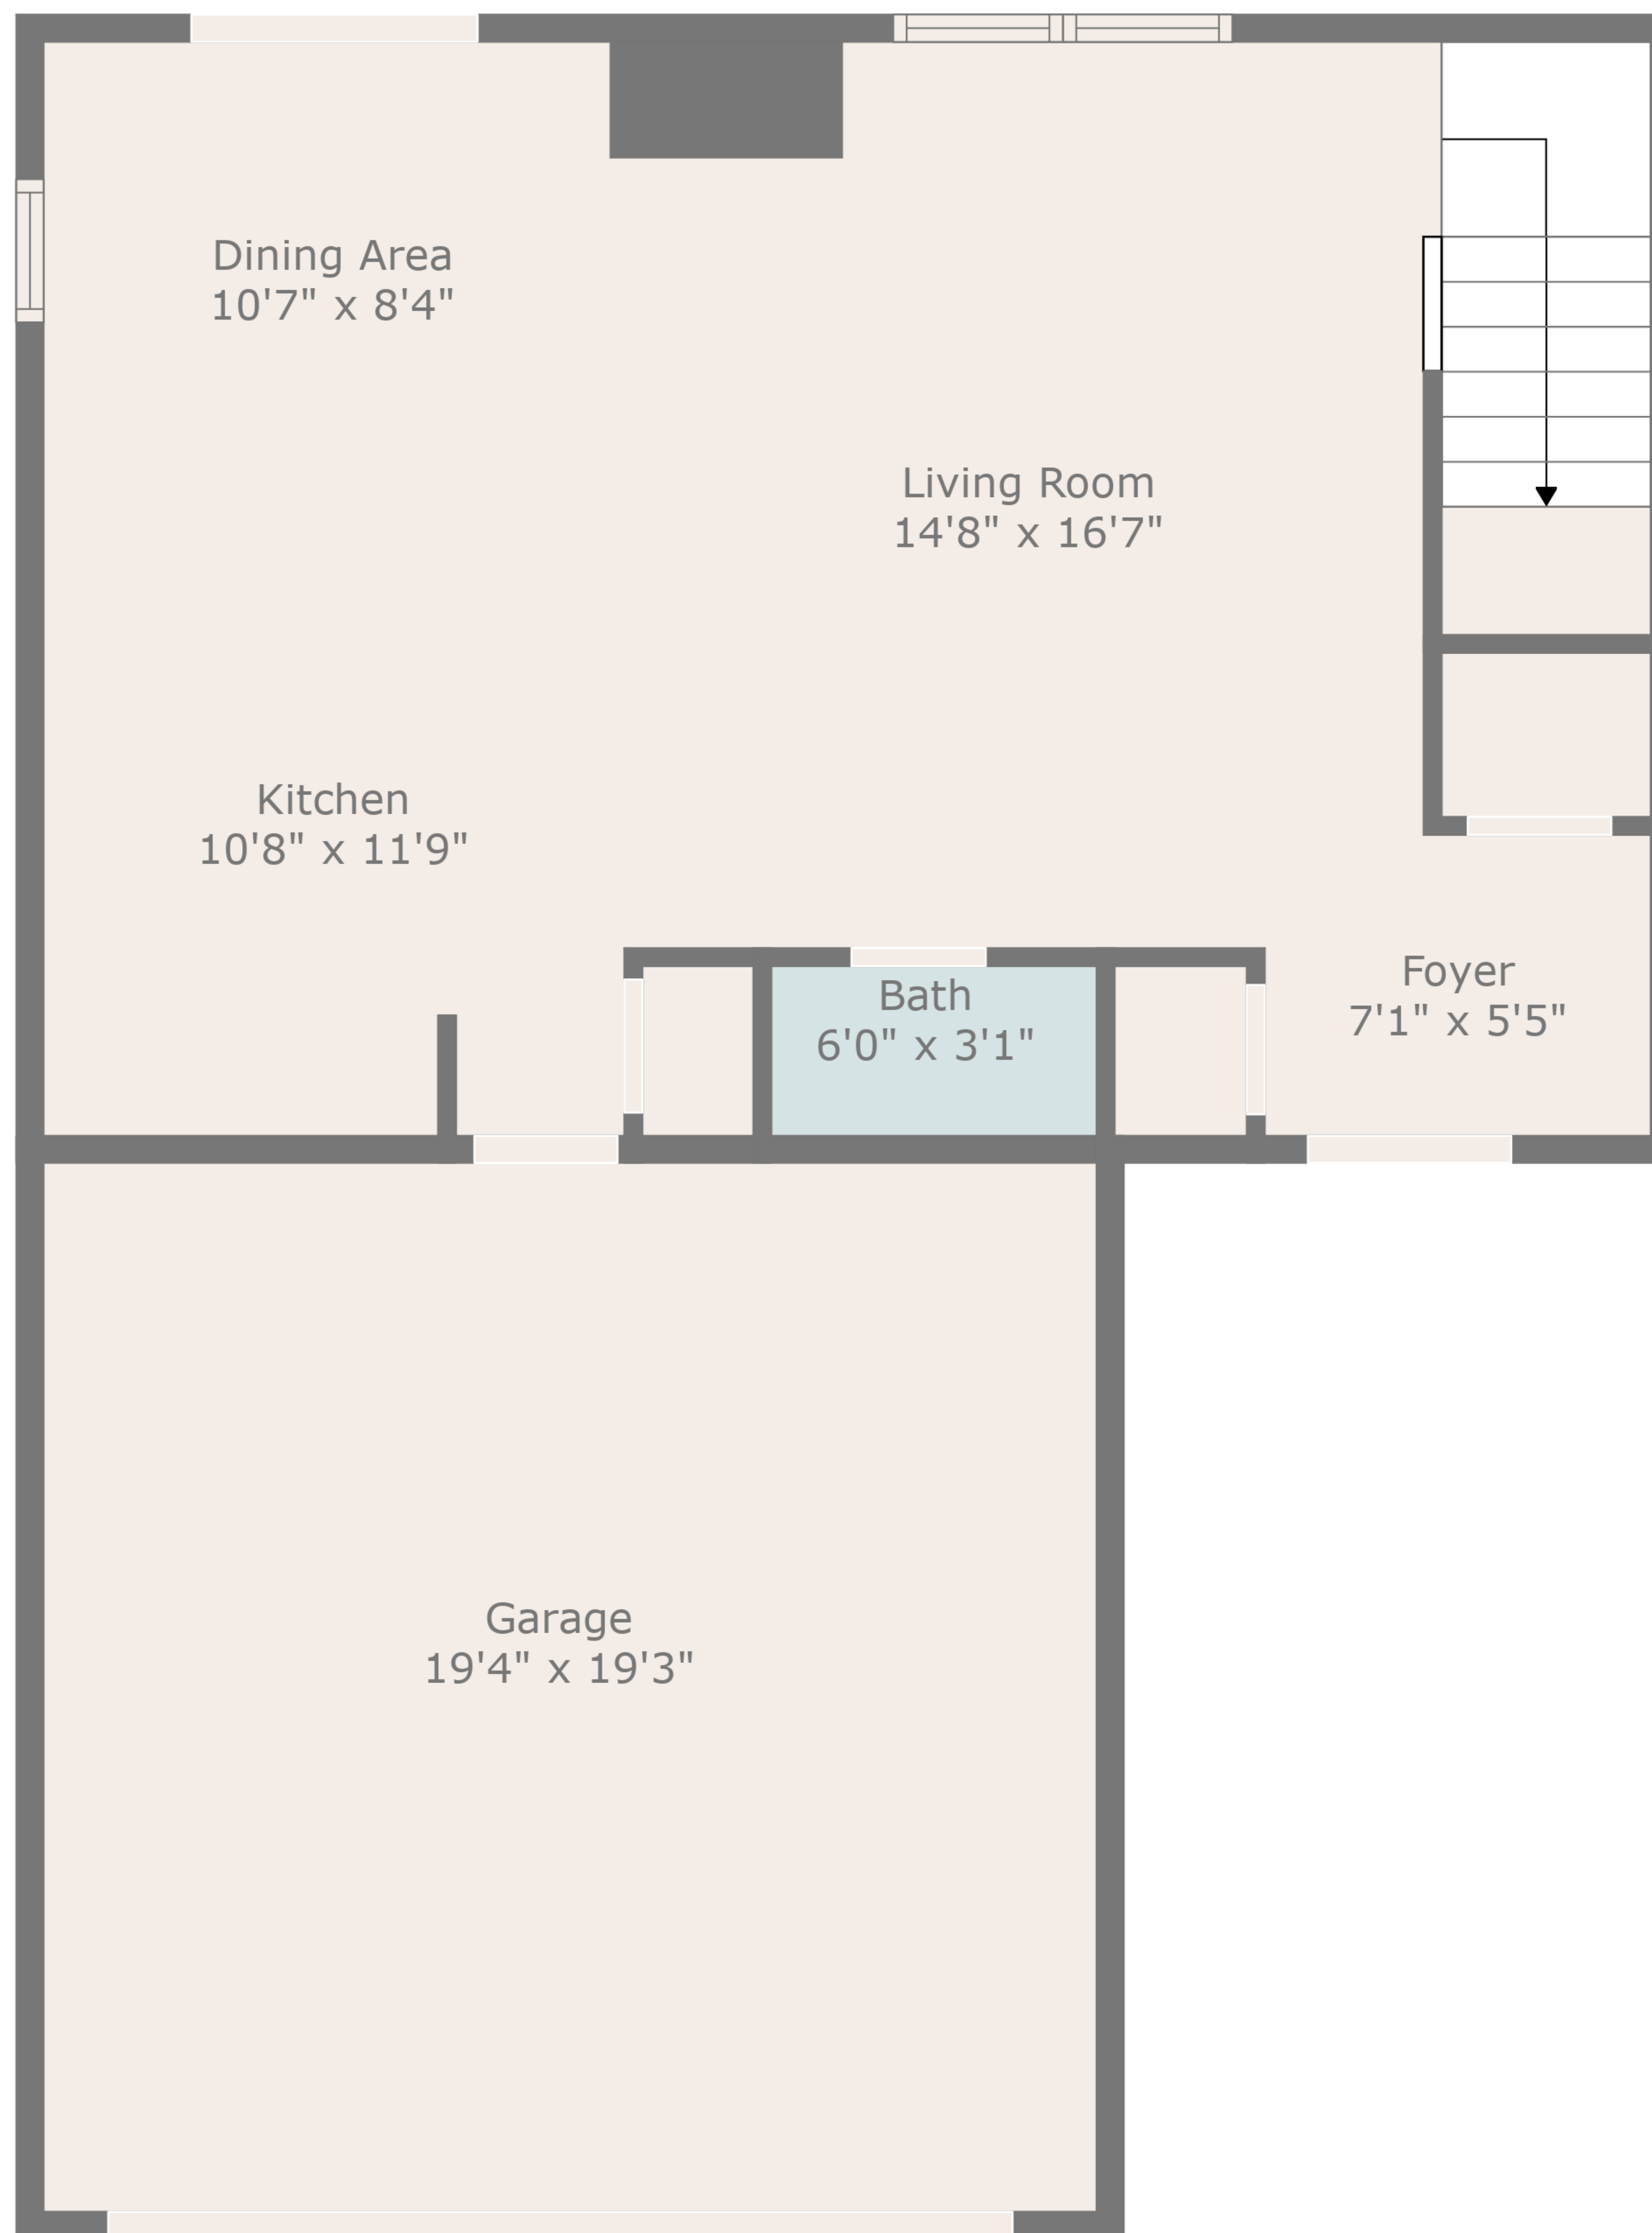 Dining Area
10'7" x 8'4"
Living Room
14'8" x 16'7"
Kitchen
10'8" x 11'9"
Foyer
7'1" x 5'5"
Bath
6'0" x 3'1"
Garage
19'4" x 19'3"